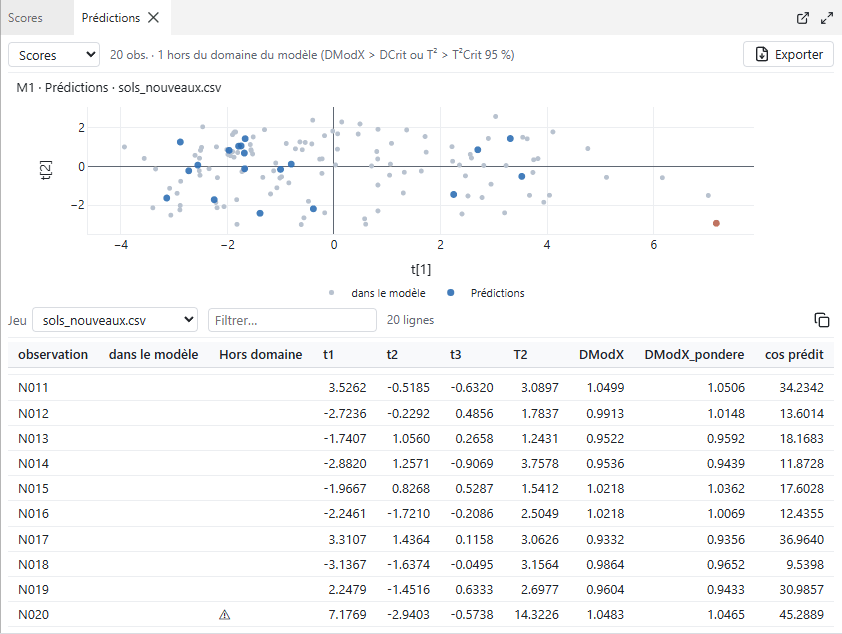 Scores Prédictions
Scores 20 obs. · 1 hors du domaine du modèle (DModX > DCrit ou T² > T²Crit 95 %) Exporter
M1 · Prédictions · sols_nouveaux.csv
2
0
−2
t[2]
−4 −2 0 2 4 6
t[1]
dans le modèle Prédictions
Jeu sols_nouveaux.csv Filtrer... 20 lignes
observation dans le modèle Hors domaine t1 t2 t3 T2 DModX DModX_pondere cos prédit
N011 3.5262 -0.5185 -0.6320 3.0897 1.0499 1.0506 34.2342
N012 -2.7236 -0.2292 0.4856 1.7837 0.9913 1.0148 13.6014
N013 -1.7407 1.0560 0.2658 1.2431 0.9522 0.9592 18.1683
N014 -2.8820 1.2571 -0.9069 3.7578 0.9536 0.9439 11.8728
N015 -1.9667 0.8268 0.5287 1.5412 1.0218 1.0362 17.6028
N016 -2.2461 -1.7210 -0.2086 2.5049 1.0218 1.0069 12.4355
N017 3.3107 1.4364 0.1158 3.0626 0.9332 0.9356 36.9640
N018 -3.1367 -1.6374 -0.0495 3.1564 0.9864 0.9652 9.5398
N019 2.2479 -1.4516 0.6333 2.6977 0.9604 0.9433 30.9857
N020 ⚠ 7.1769 -2.9403 -0.5738 14.3226 1.0483 1.0465 45.2889